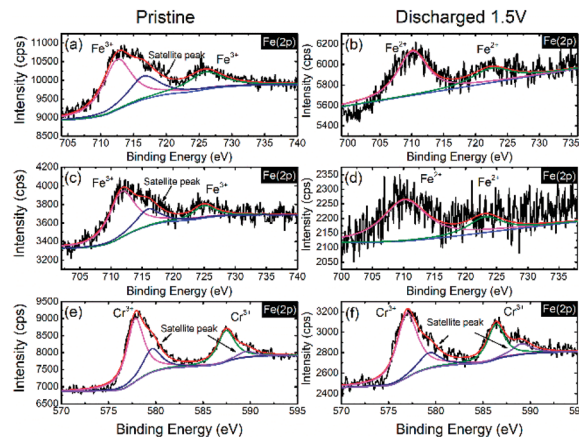 Pristine
Discharged 1.5V
(a)
Fe³⁺
Satellite peak
Fe³⁺
Fe(2p)
Intensity (cps)
11000
10500
10000
9500
9000
8500
705 710 715 720 725 730 735 740
Binding Energy (eV)
(b)
Fe²⁺
Fe²⁺
Fe(2p)
Intensity (cps)
6200
6000
5800
5600
700 705 710 715 720 725 730 735
Binding Energy (eV)
(c)
Fe³⁺
Satellite peak
Fe³⁺
Fe(2p)
Intensity (cps)
4200
4000
3800
3600
3400
3200
705 710 715 720 725 730 735 740
Binding Energy (eV)
(d)
Fe²⁺
Fe²⁺
Fe(2p)
Intensity (cps)
2350
2300
2250
2200
2150
2100
2050
700 705 710 715 720 725 730 735
Binding Energy (eV)
(e)
Cr³⁺
Satellite peak
Cr³⁺
Fe(2p)
Intensity (cps)
9500
9000
8500
8000
7500
7000
6500
570 575 580 585 590 595
Binding Energy (eV)
(f)
Cr³⁺
Satellite peak
Cr³⁺
Fe(2p)
Intensity (cps)
3200
3000
2800
2600
2400
570 575 580 585 590 595
Binding Energy (eV)